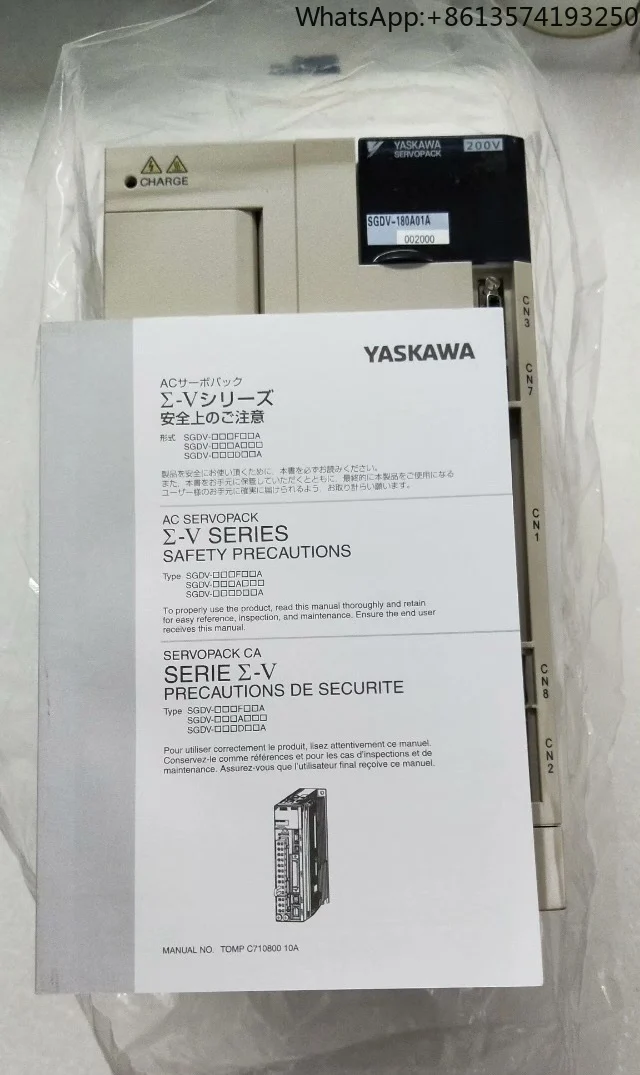 WhatsApp:+8613574193250
YASKAWA 200V
SERVOPACK
CHARGE
SGDV-180A01A
002000
CN3
CN7
CN1
CN8
CN2
YASKAWA
ACサーボパック
Σ-Vシリーズ
安全上のご注意
形式 SGDV-□□□F□□A
SGDV-□□□A□□□
SGDV-□□□D□□A
製品を安全にお使い頂くために、本書を必ずお読みください。
また、本書をお手元に保管していただくとともに、最終的に本製品をご使用になる
ユーザー様のお手元に確実に届けられるよう、お取り計らい願います。
AC SERVOPACK
Σ-V SERIES
SAFETY PRECAUTIONS
Type SGDV-□□□F□□A
SGDV-□□□A□□□
SGDV-□□□D□□A
To properly use the product, read this manual thoroughly and retain
for easy reference, inspection, and maintenance. Ensure the end user
receives this manual.
SERVOPACK CA
SERIE Σ-V
PRECAUTIONS DE SECURITE
Type SGDV-□□□F□□A
SGDV-□□□A□□□
SGDV-□□□D□□A
Pour utiliser correctement le produit, lisez attentivement ce manuel.
Conservez-le comme références et pour les cas d'inspections et de
maintenance. Assurez-vous que l'utilisateur final reçoive ce manuel.
MANUAL NO. TOMP C710800 10A